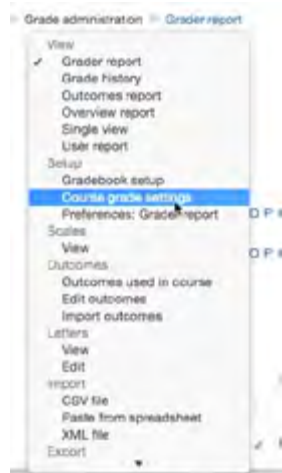 Grade administration Grader report
View
✓ Grader report
Grade history
Outcomes report
Overview report
Single view
User report
Setup
Gradebook setup
Course grade settings
Preferences: Grader report
Scales
View
Outcomes
Outcomes used in course
Edit outcomes
Import outcomes
Letters
View
Edit
Import
CSV file
Paste from spreadsheet
XML file
Export